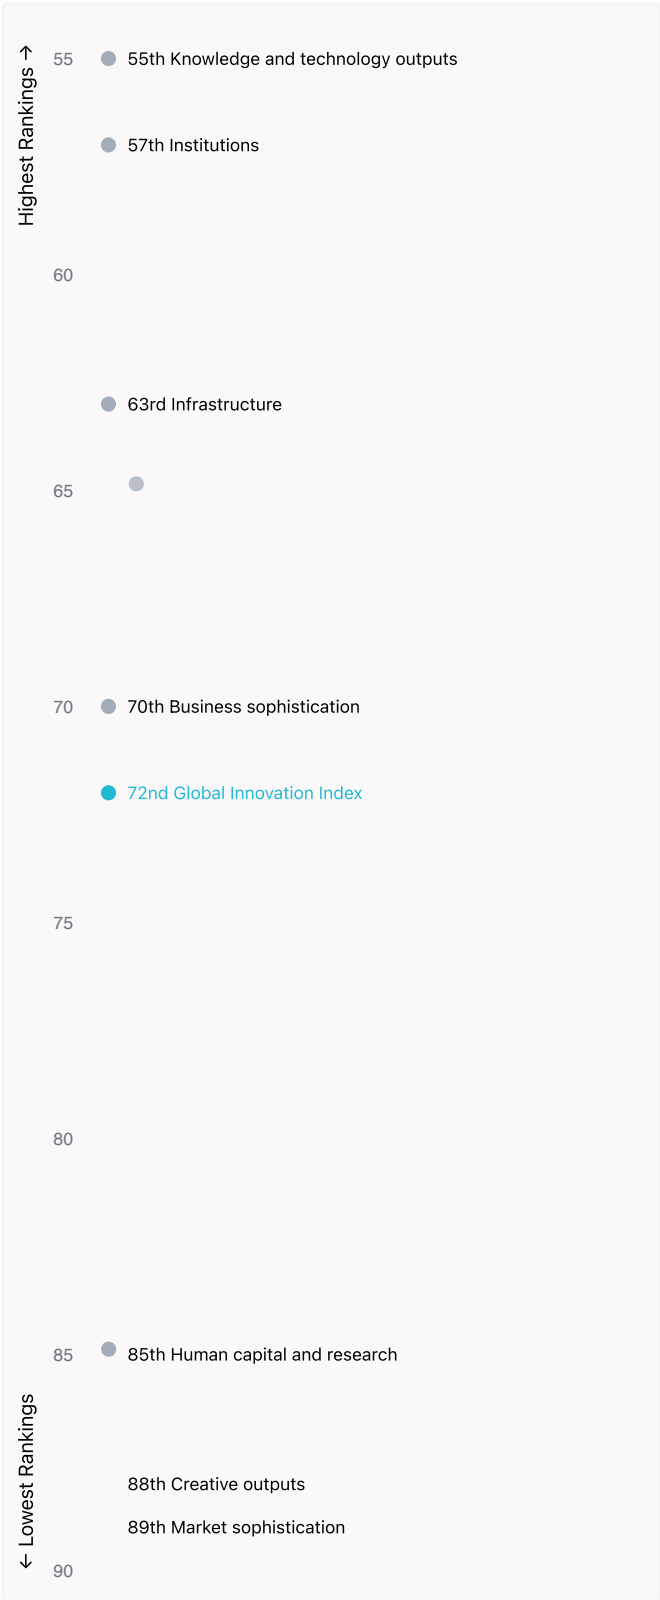 Highest Rankings →
55
55th Knowledge and technology outputs
57th Institutions
60
63rd Infrastructure
65
70
70th Business sophistication
72nd Global Innovation Index
75
80
85
85th Human capital and research
← Lowest Rankings
88th Creative outputs
89th Market sophistication
90